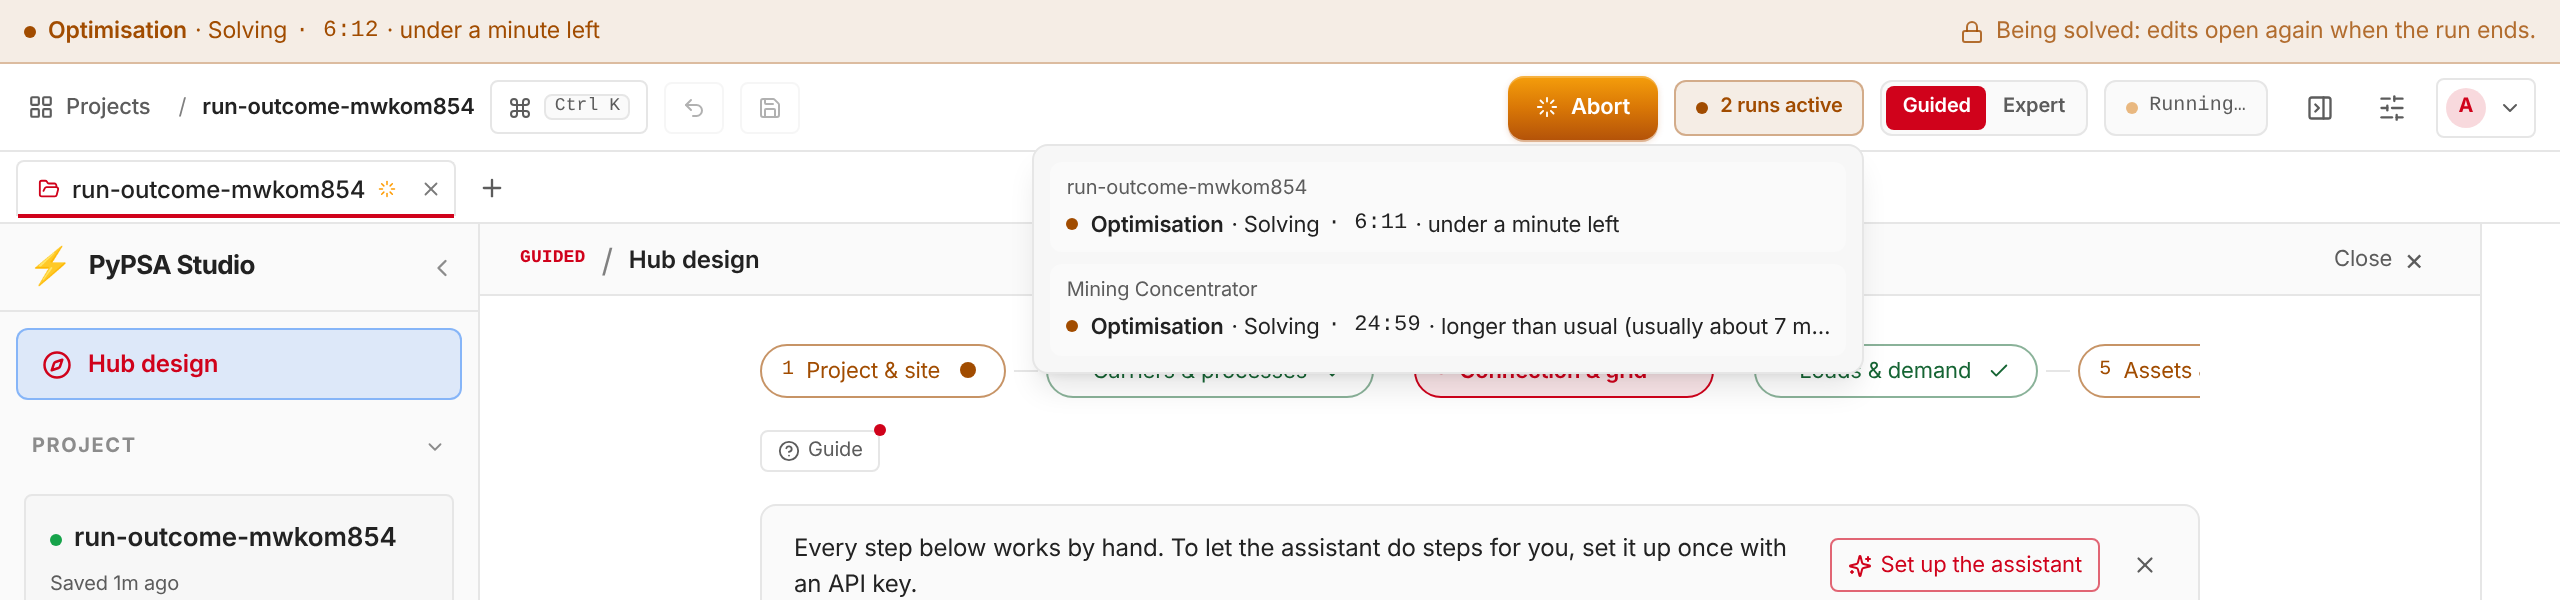 Optimisation · Solving · 6:12 · under a minute left
Being solved: edits open again when the run ends.
Projects / run-outcome-mwkom854
Ctrl K
Abort
2 runs active
Guided
Expert
Running…
A
run-outcome-mwkom854
run-outcome-mwkom854
Optimisation · Solving · 6:11 · under a minute left
Mining Concentrator
Optimisation · Solving · 24:59 · longer than usual (usually about 7 m…
PyPSA Studio
GUIDED / Hub design
Close
Hub design
1 Project & site
Carriers & processes
Connection & grid
Loads & demand
5 Assets
PROJECT
Guide
run-outcome-mwkom854
Saved 1m ago
Every step below works by hand. To let the assistant do steps for you, set it up once with
an API key.
Set up the assistant